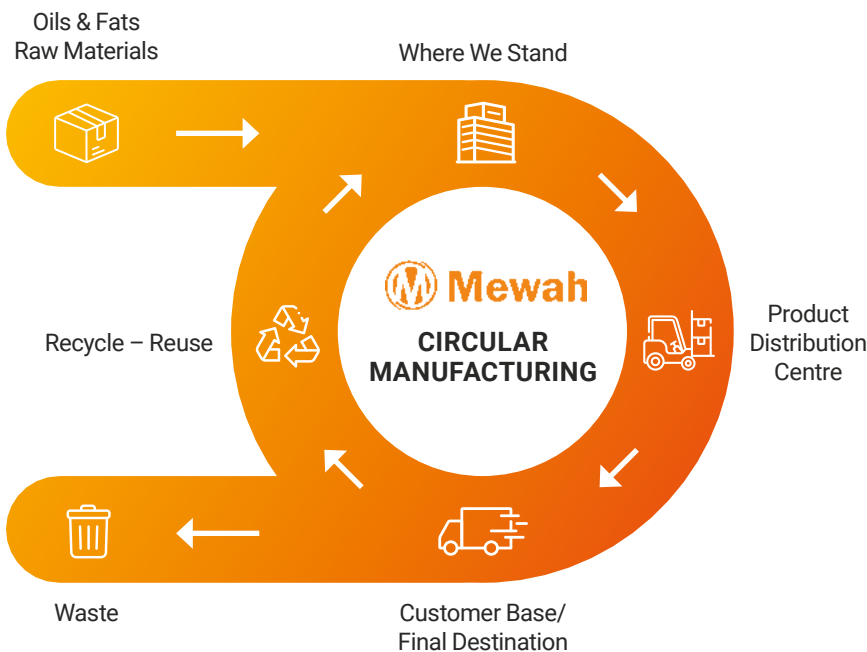 Oils & Fats
Raw Materials
Where We Stand
Mewah
CIRCULAR
MANUFACTURING
Recycle – Reuse
Product
Distribution
Centre
Waste
Customer Base/
Final Destination